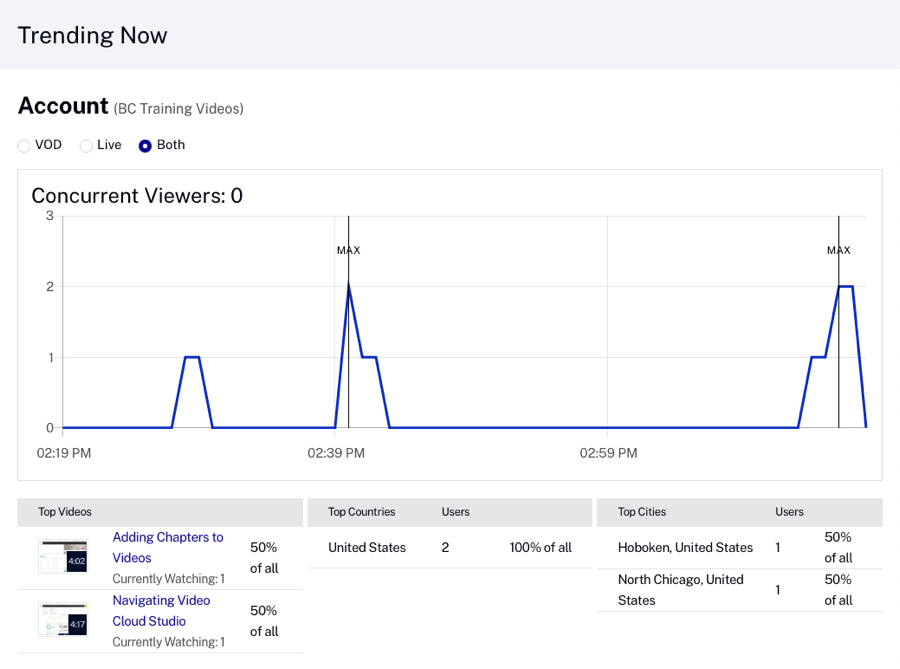 Trending Now
Account (BC Training Videos)
VOD Live Both
Concurrent Viewers: 0
3
MAX MAX
2
1
0
02:19 PM 02:39 PM 02:59 PM
Top Videos
4:02
Adding Chapters to
Videos
Currently Watching: 1
50%
of all
4:17
Navigating Video
Cloud Studio
Currently Watching: 1
50%
of all
Top Countries Users
United States 2 100% of all
Top Cities Users
Hoboken, United States 1
50%
of all
North Chicago, United
States
1
50%
of all